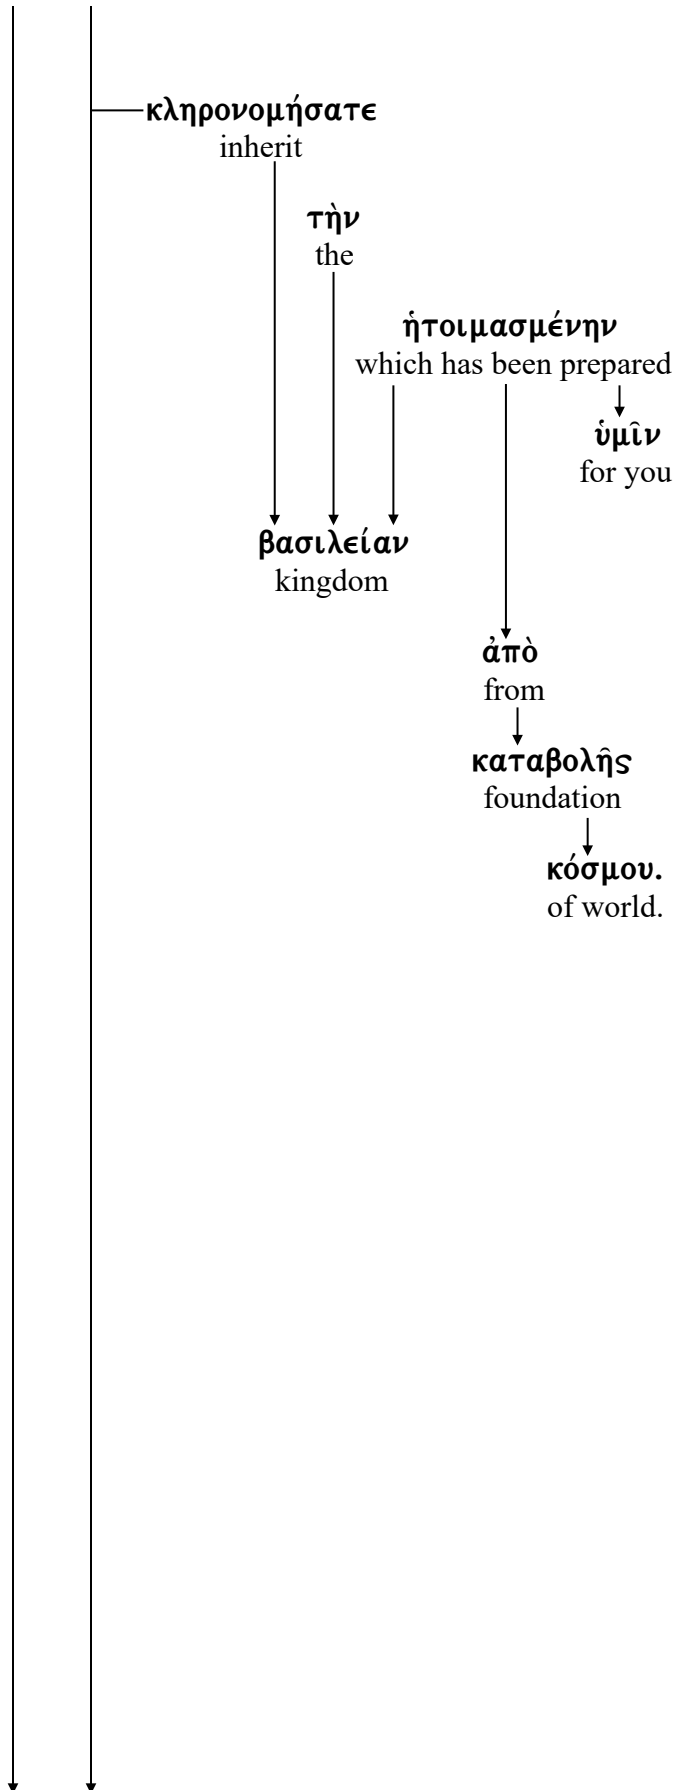 κληρονομήσατε
inherit
τὴν
the
ἡτοιμασμένην
which has been prepared
ὑμῖν
for you
βασιλείαν
kingdom
ἀπὸ
from
καταβολῆς
foundation
κόσμου.
of world.